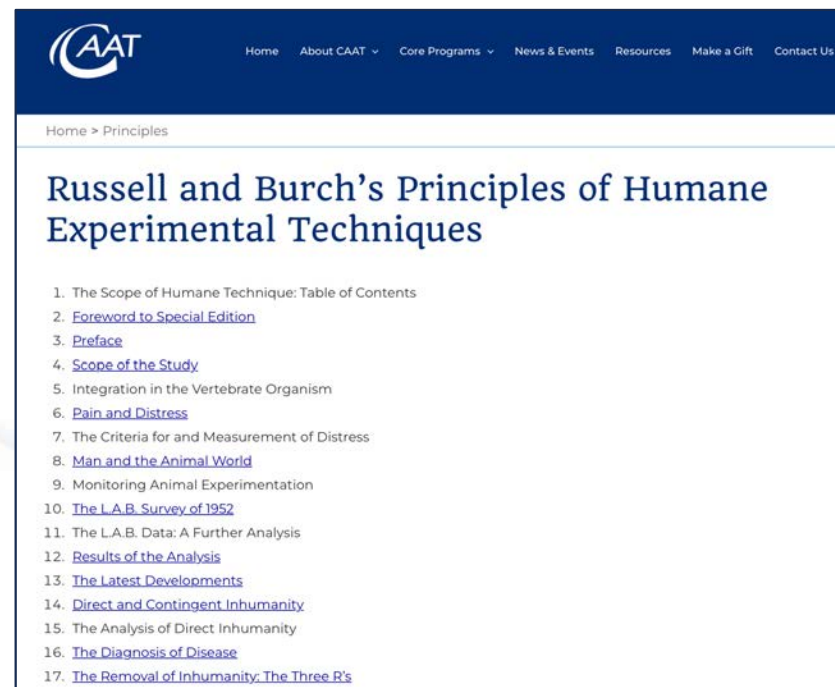 CAAT
Home About CAAT Core Programs News & Events Resources Make a Gift Contact Us
Home > Principles
Russell and Burch's Principles of Humane
Experimental Techniques
1. The Scope of Humane Technique: Table of Contents
2. Foreword to Special Edition
3. Preface
4. Scope of the Study
5. Integration in the Vertebrate Organism
6. Pain and Distress
7. The Criteria for and Measurement of Distress
8. Man and the Animal World
9. Monitoring Animal Experimentation
10. The L.A.B. Survey of 1952
11. The L.A.B. Data: A Further Analysis
12. Results of the Analysis
13. The Latest Developments
14. Direct and Contingent Inhumanity
15. The Analysis of Direct Inhumanity
16. The Diagnosis of Disease
17. The Removal of Inhumanity: The Three R's